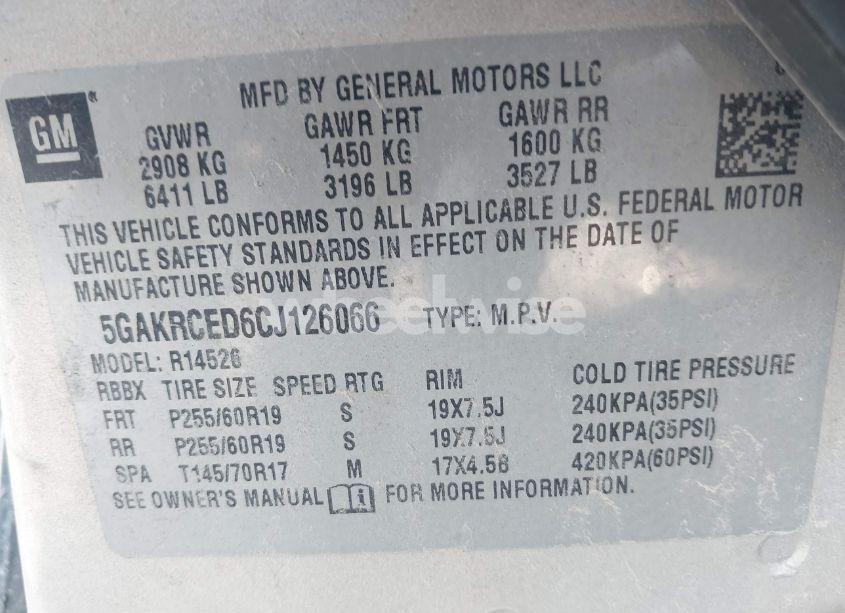 MFD BY GENERAL MOTORS LLC
GM
GVWR GAWR FRT GAWR RR
2908 KG 1450 KG 1600 KG
6411 LB 3196 LB 3527 LB
THIS VEHICLE CONFORMS TO ALL APPLICABLE U.S. FEDERAL MOTOR
VEHICLE SAFETY STANDARDS IN EFFECT ON THE DATE OF
MANUFACTURE SHOWN ABOVE.
5GAKRCED6CJ126066 TYPE: M.P.V.
wheelwise
MODEL: R14526
RBBX TIRE SIZE SPEED RTG RIM COLD TIRE PRESSURE
FRT P255/60R19 S 19X7.5J 240KPA(35PSI)
RR P255/60R19 S 19X7.5J 240KPA(35PSI)
SPA T145/70R17 M 17X4.5B 420KPA(60PSI)
SEE OWNER'S MANUAL FOR MORE INFORMATION.